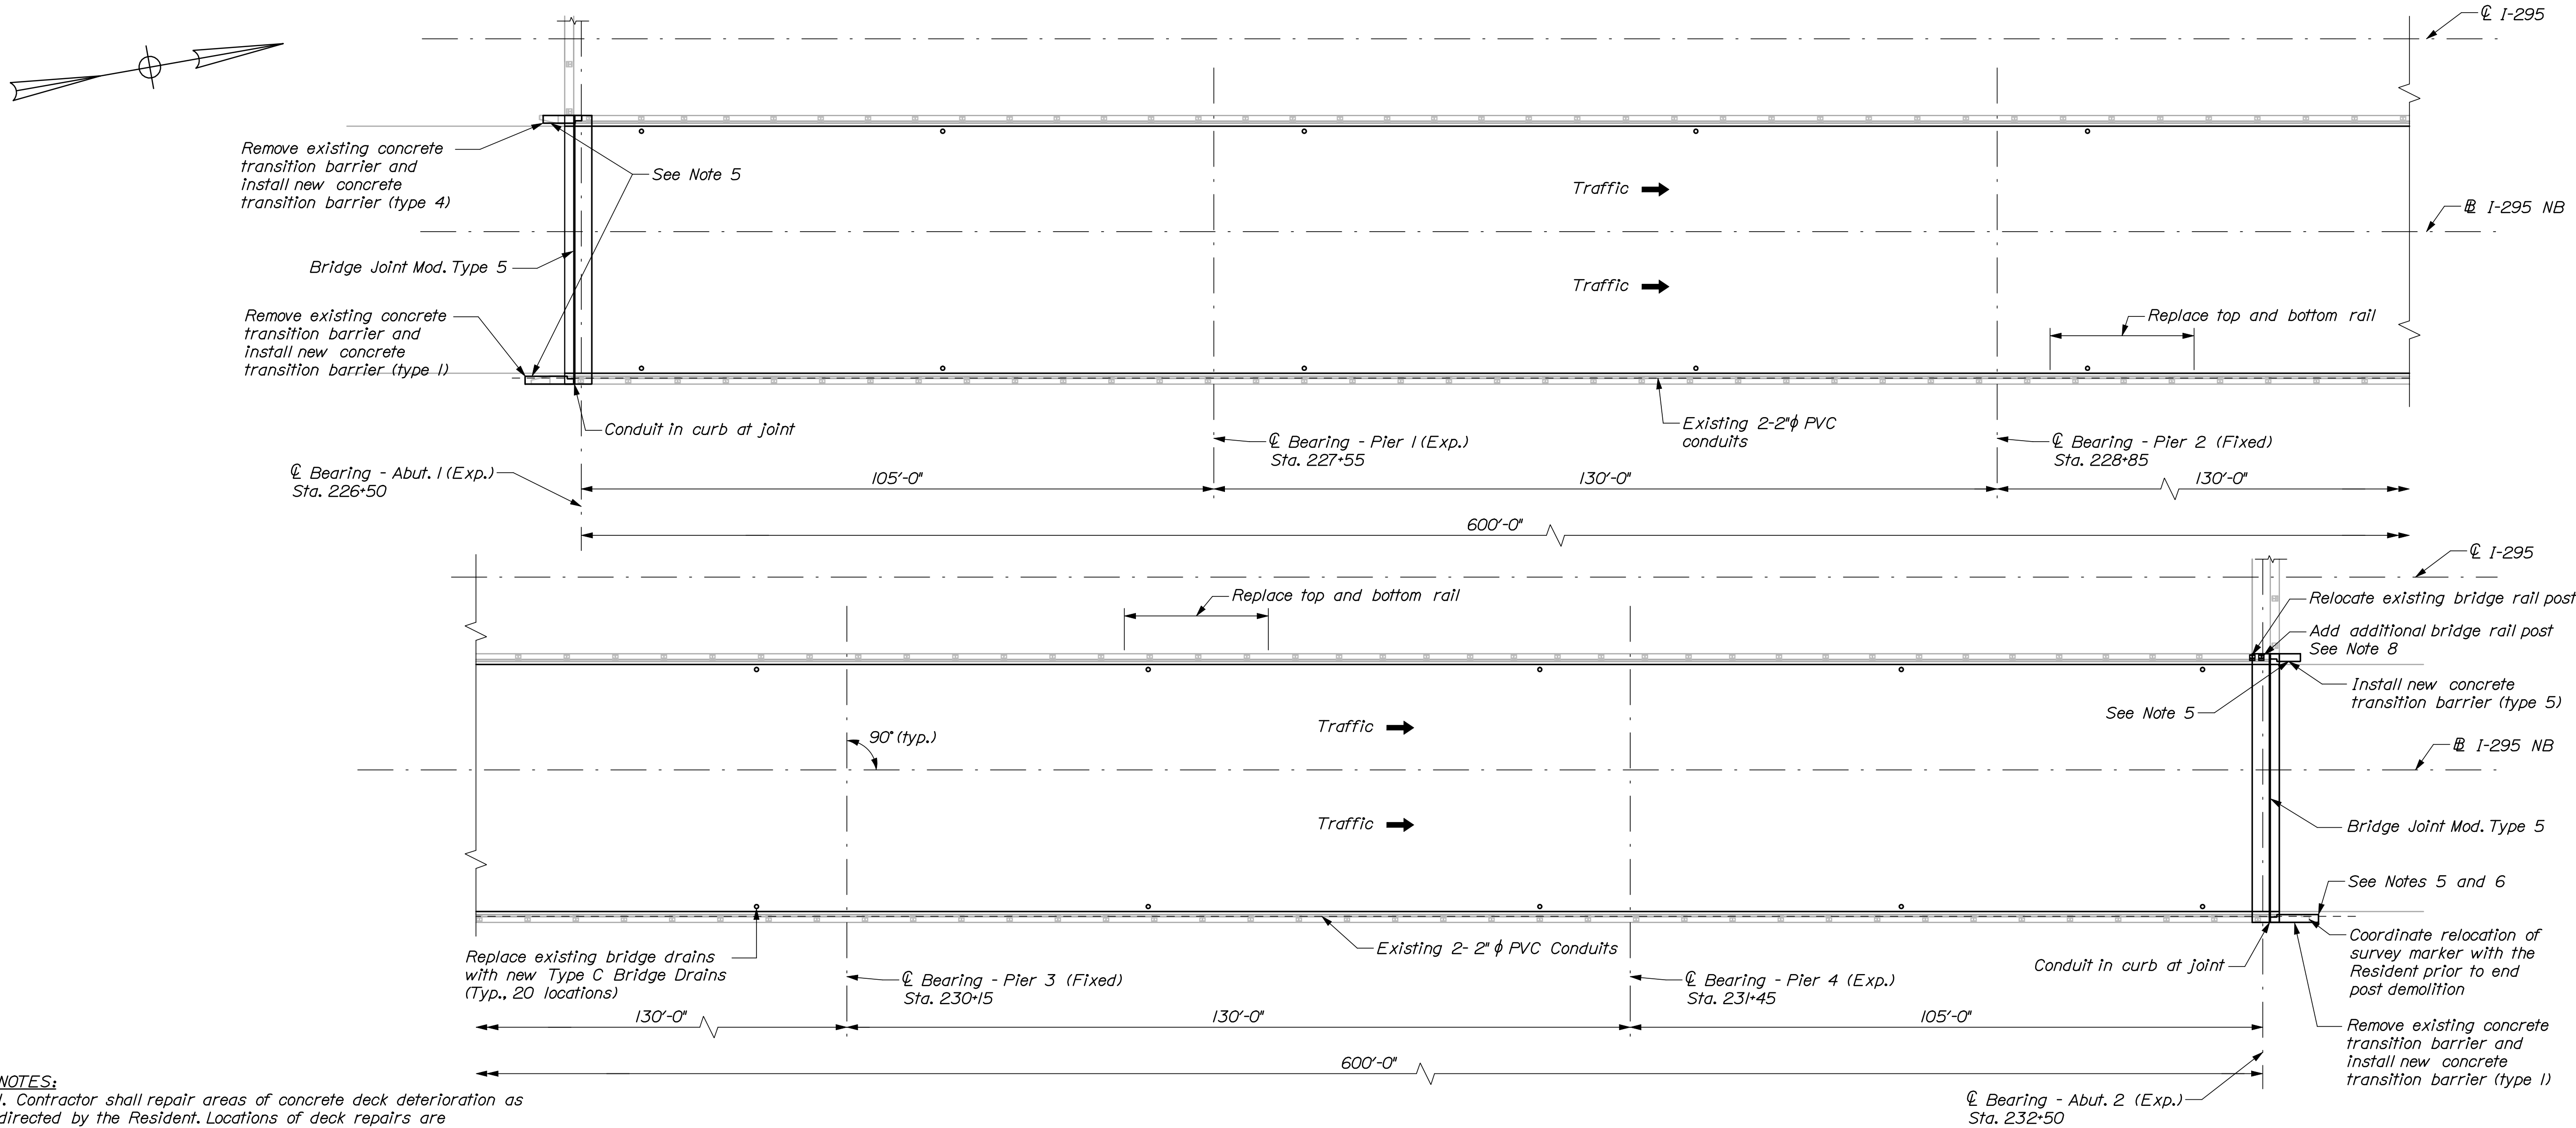 ℄ I-295
Remove existing concrete
transition barrier and
install new concrete
transition barrier (type 4)
See Note 5
Traffic
℄ I-295 NB
Bridge Joint Mod. Type 5
Traffic
Remove existing concrete
transition barrier and
install new concrete
transition barrier (type 1)
Replace top and bottom rail
Conduit in curb at joint
Existing 2-2"ϕ PVC
conduits
℄ Bearing - Pier 1 (Exp.)
Sta. 227+55
℄ Bearing - Pier 2 (Fixed)
Sta. 228+85
℄ Bearing - Abut. 1 (Exp.)
Sta. 226+50
105'-0"
130'-0"
130'-0"
600'-0"
℄ I-295
Replace top and bottom rail
Relocate existing bridge rail post
Add additional bridge rail post
See Note 8
Install new concrete
transition barrier (type 5)
See Note 5
Traffic
90° (typ.)
BL I-295 NB
Traffic
Bridge Joint Mod. Type 5
See Notes 5 and 6
Replace existing bridge drains
with new Type C Bridge Drains
(Typ., 20 locations)
Existing 2- 2" ϕ PVC Conduits
℄ Bearing - Pier 3 (Fixed)
Sta. 230+15
℄ Bearing - Pier 4 (Exp.)
Sta. 231+45
Conduit in curb at joint
Coordinate relocation of
survey marker with the
Resident prior to end
post demolition
130'-0"
130'-0"
105'-0"
Remove existing concrete
transition barrier and
install new concrete
transition barrier (type 1)
600'-0"
℄ Bearing - Abut. 2 (Exp.)
Sta. 232+50
NOTES:
1. Contractor shall repair areas of concrete deck deterioration as
directed by the Resident. Locations of deck repairs are